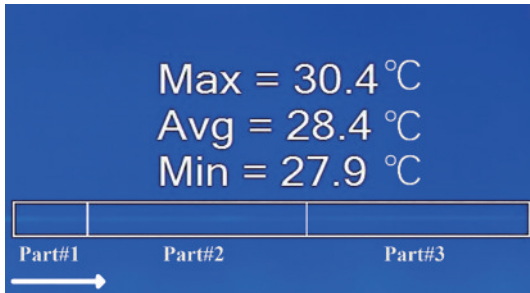 Max = 30.4 °C
Avg = 28.4 °C
Min = 27.9 °C
Part#1 Part#2 Part#3